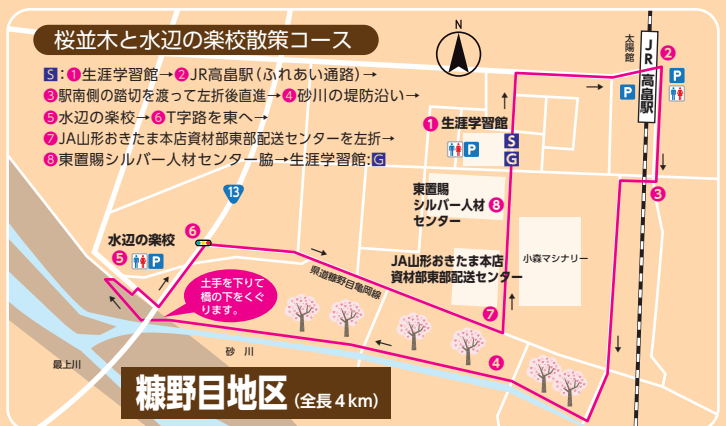 桜並木と水辺の楽校散策コース
S:❶生涯学習館→❷JR高畠駅(ふれあい通路)→
❸駅南側の踏切を渡って左折後直進→❹砂川の堤防沿い→
❺水辺の楽校→❻T字路を東へ→
❼JA山形おきたま本店資材部東部配送センターを左折→
❽東置賜シルバー人材センター脇→生涯学習館:G
N
太陽館
JR高畠駅
❷
P
P
❶生涯学習館
P
S
G
❸
13
東置賜
シルバー人材❽
センター
❻
水辺の楽校
❺ P
JA山形おきたま本店
資材部東部配送センター
小森マシナリー
県道糠野目亀岡線
土手を下りて
橋の下をくぐ
ります。
❼
❹
砂川
最上川
糠野目地区(全長4km)